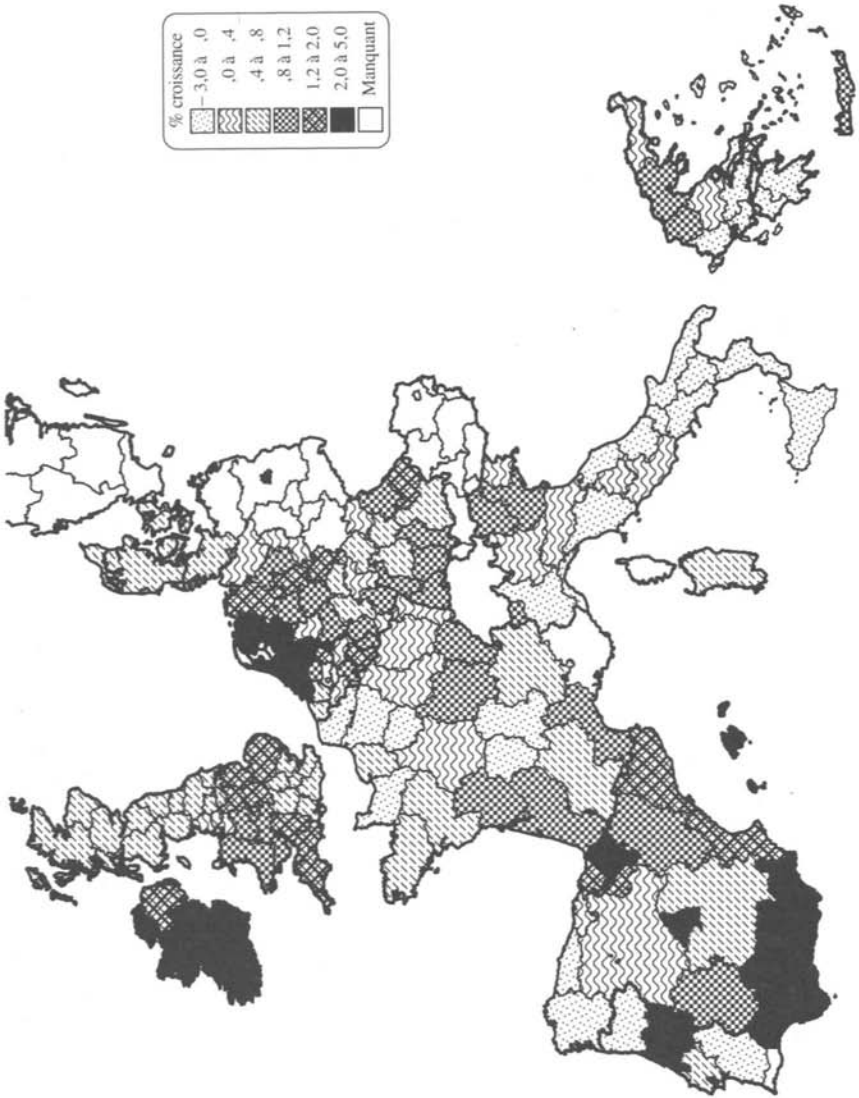 % croissance
– 3,0 à ,0
,0 à ,4
,4 à ,8
,8 à 1,2
1,2 à 2,0
2,0 à 5,0
Manquant